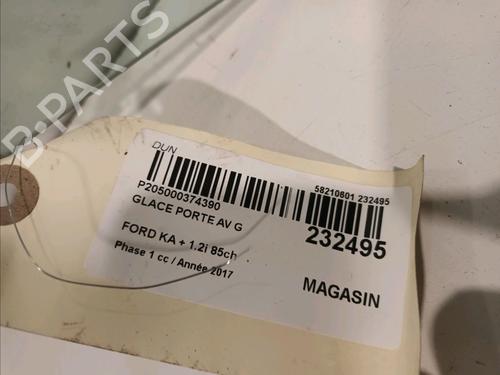 DUN
P205000374390
GLACE PORTE AV G
FORD KA + 1.2i 85ch
Phase 1 cc / Année 2017
58210601 232495
232495
MAGASIN
B-PARTS